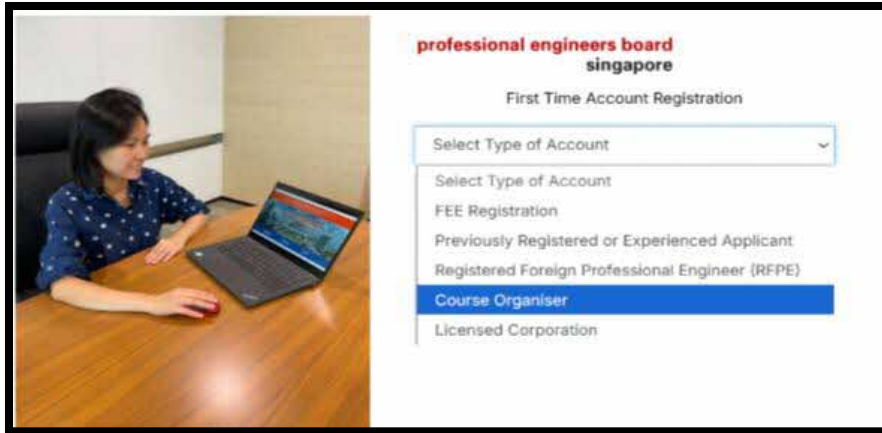 professional engineers board
singapore
First Time Account Registration
Select Type of Account
Select Type of Account
FEE Registration
Previously Registered or Experienced Applicant
Registered Foreign Professional Engineer (RFPE)
Course Organiser
Licensed Corporation